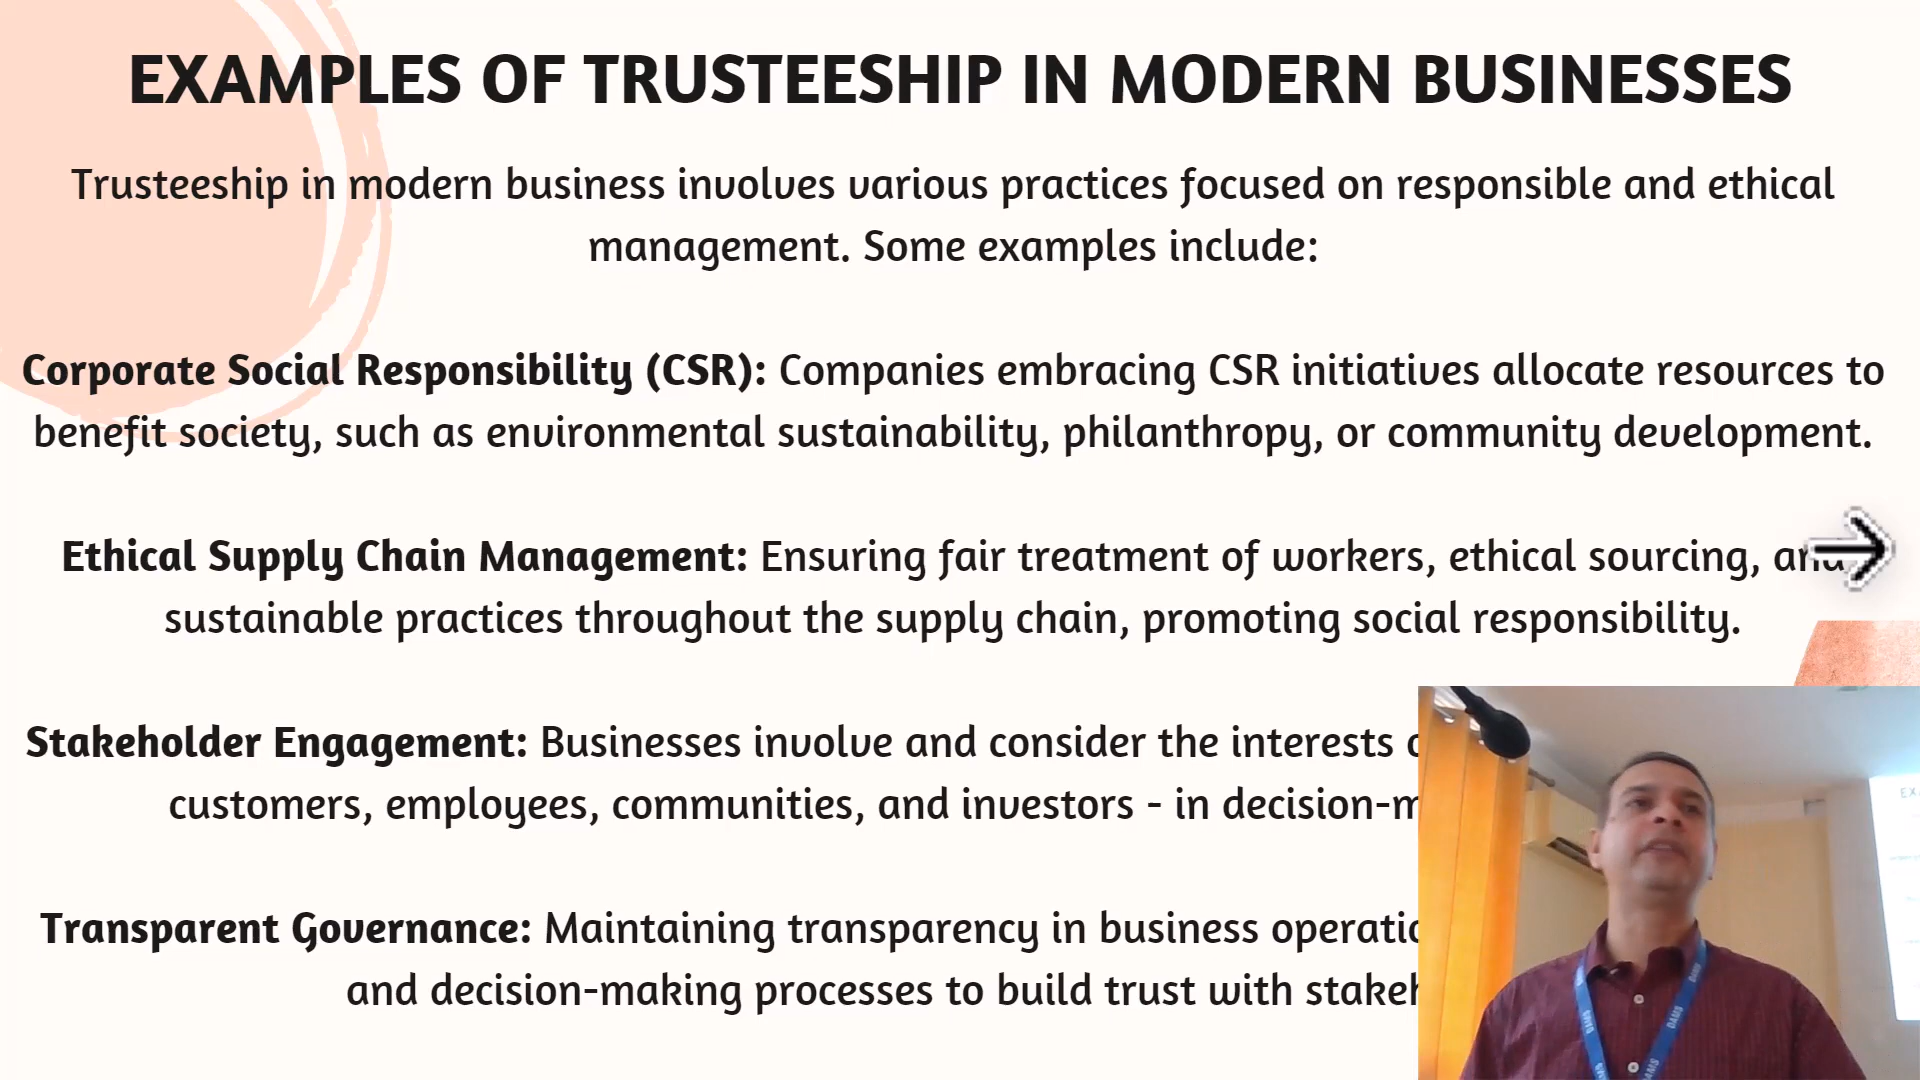 EXAMPLES OF TRUSTEESHIP IN MODERN BUSINESSES
Trusteeship in modern business involves various practices focused on responsible and ethical
management. Some examples include:
Corporate Social Responsibility (CSR): Companies embracing CSR initiatives allocate resources to
benefit society, such as environmental sustainability, philanthropy, or community development.
Ethical Supply Chain Management: Ensuring fair treatment of workers, ethical sourcing, and
sustainable practices throughout the supply chain, promoting social responsibility.
Stakeholder Engagement: Businesses involve and consider the interests
customers, employees, communities, and investors - in
Transparent Governance: Maintaining transparency in business
and decision-making processes to build trust with
DAMS
DAMS
DAMS